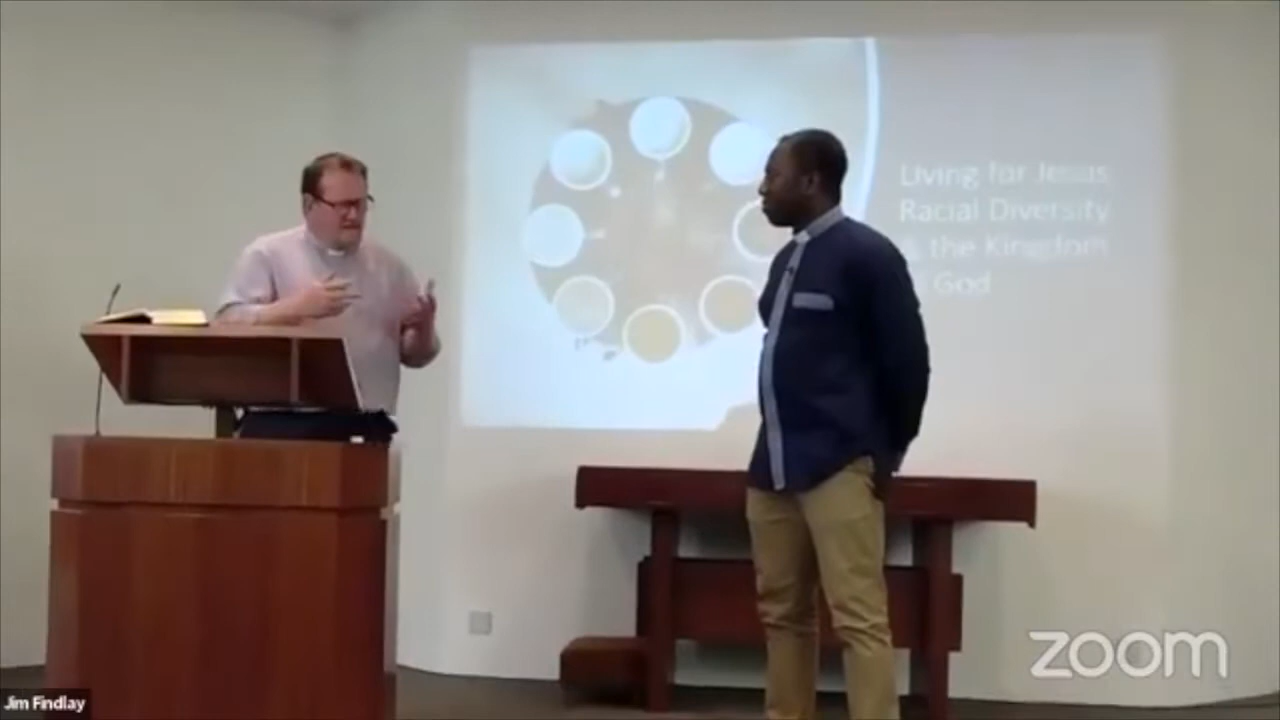 Living for Jesus
Racial Diversity
the Kingdom
God
zoom
Jim Findlay